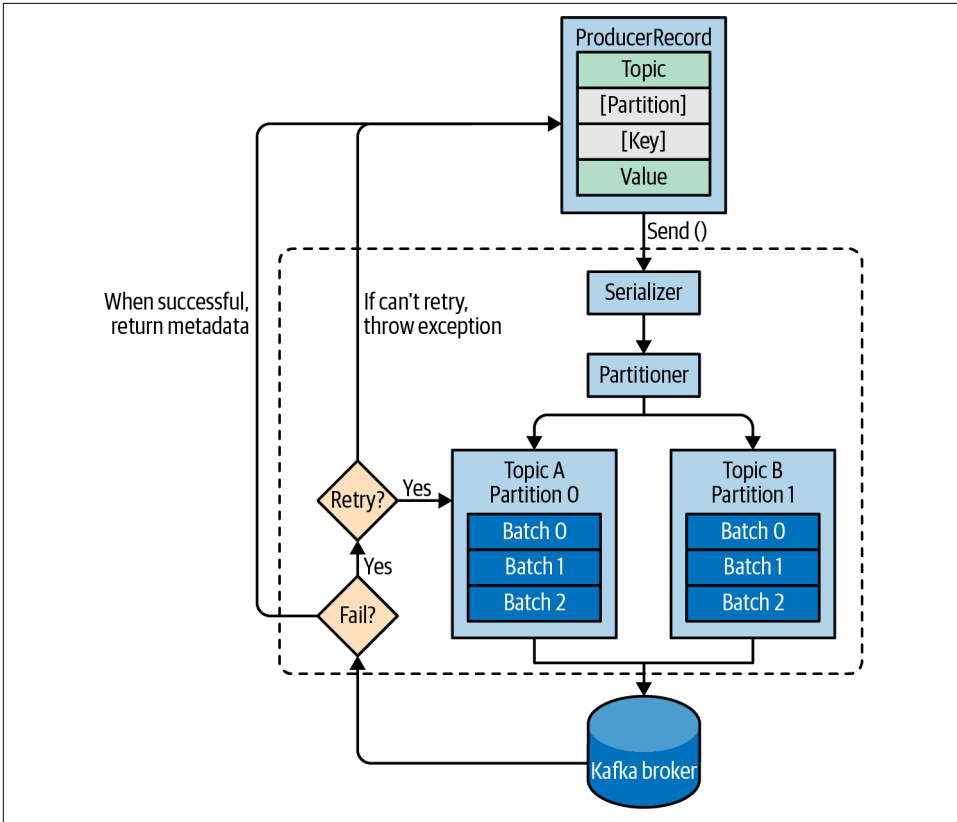 ProducerRecord
Topic
[Partition]
[Key]
Value
Send ()
Serializer
Partitioner
When successful,
return metadata
If can't retry,
throw exception
Topic A
Partition 0
Batch 0
Batch 1
Batch 2
Topic B
Partition 1
Batch 0
Batch 1
Batch 2
Retry?
Yes
Yes
Fail?
Kafka broker